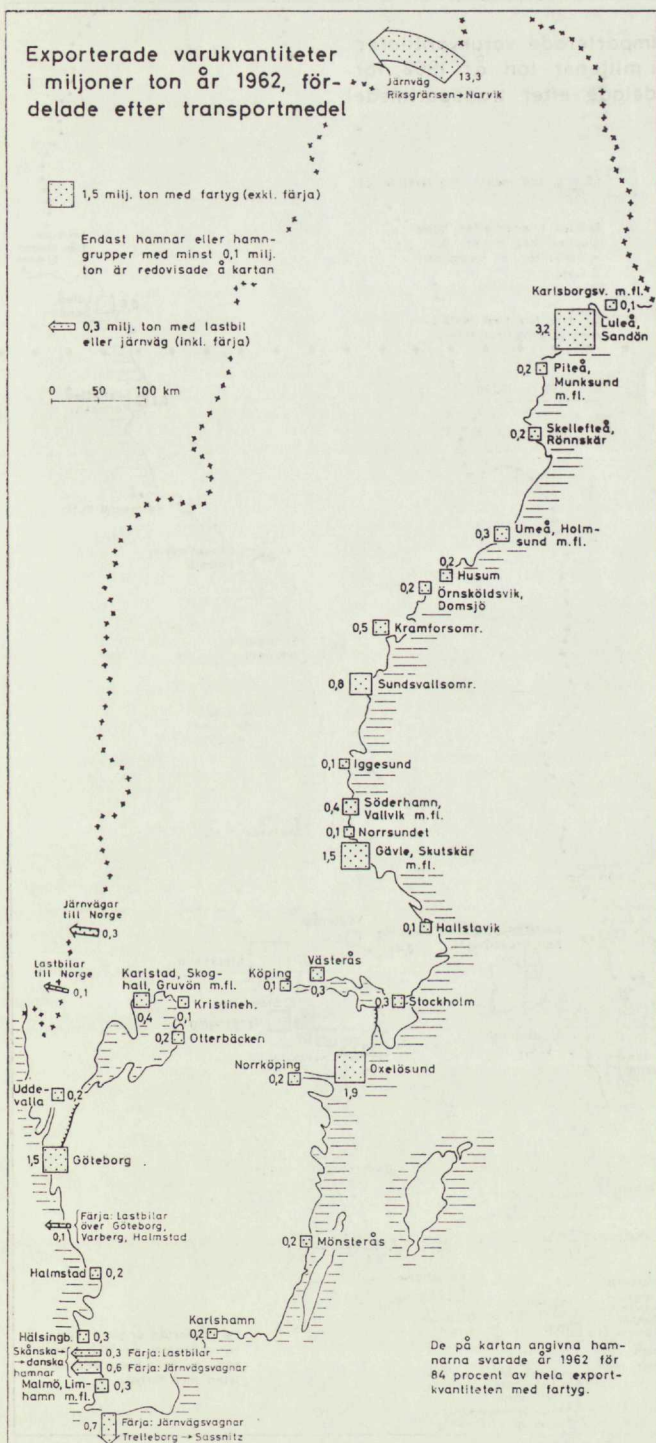 Exporterade varukvantiteter
i miljoner ton år 1962, för-
delade efter transportmedel
13,3
Järnväg
Riksgränsen→Narvik
1,5 milj. ton med fartyg (exkl. färja)
Endast hamnar eller hamn-
grupper med minst 0,1 milj.
ton är redovisade å kartan
0,3 milj. ton med lastbil
eller järnväg (inkl. färja)
0 50 100 km
Karlsborgsv. m.fl.
0,1
3,2
Luleå,
Sandön
0,2 Piteå,
Munksund
m.fl.
0,2 Skellefteå,
Rönnskär
0,3 Umeå, Holm-
sund m.fl.
0,2
Husum
0,2 Örnsköldsvik,
Domsjö
0,5 Kramforsomr.
0,8 Sundsvallsomr.
0,1 Iggesund
0,4 Söderhamn,
Vallvik m.fl.
0,1 Norrsundet
1,5 Gävle, Skutskär
m.fl.
0,1 Hallstavik
Järnvägar
till Norge
0,3
Lastbilar
till Norge
0,1
Karlstad, Skog-
hall, Gruvön m.fl.
0,4
Kristineh.
0,1
0,2 Otterbäcken
Köping
0,1
Västerås
0,3
0,3 Stockholm
Norrköping
0,2
Oxelösund
1,9
Udde-
valla
0,2
1,5 Göteborg
0,1
Färja: Lastbilar
över Göteborg,
Varberg, Halmstad
0,2 Mönsterås
Halmstad 0,2
Karlshamn
0,2
Hälsingb. 0,3
Skånska→
→danska
hamnar
0,3 Färja: Lastbilar
0,6 Färja: Järnvägsvagnar
Malmö, Lim-
hamn m.fl.
0,3
0,7 Färja: Järnvägsvagnar
Trelleborg → Sassnitz
De på kartan angivna ham-
narna svarade år 1962 för
84 procent av hela export-
kvantiteten med fartyg.